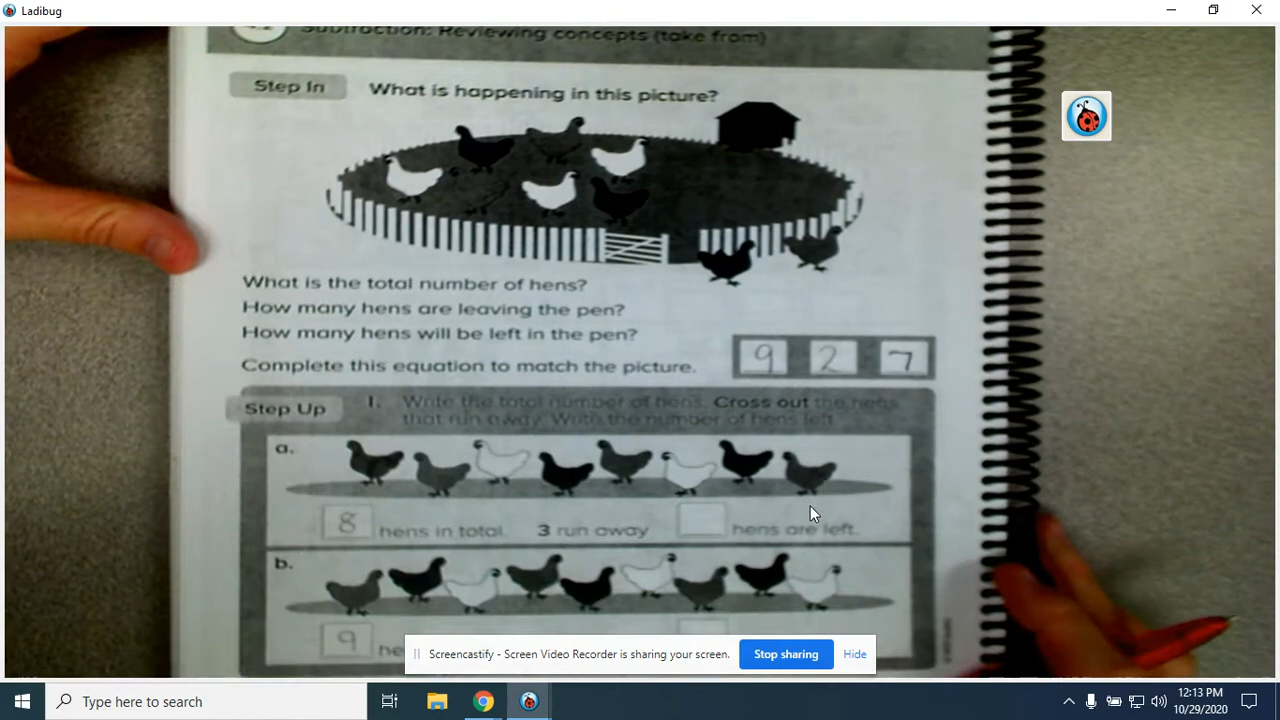 Ladibug
Subtraction: Reviewing concepts (take from)
Step In What is happening in this picture?
What is the total number of hens?
How many hens are leaving the pen?
How many hens will be left in the pen?
Complete this equation to match the picture. 9 2 7
Step Up 1. Write the total number of hens. Cross out the hens
that run away. Write the number of hens left.
a.
8 hens in total. 3 run away hens are left.
b.
9 he
Screencastify - Screen Video Recorder is sharing your screen. Stop sharing Hide
Type here to search
12:13 PM
10/29/2020